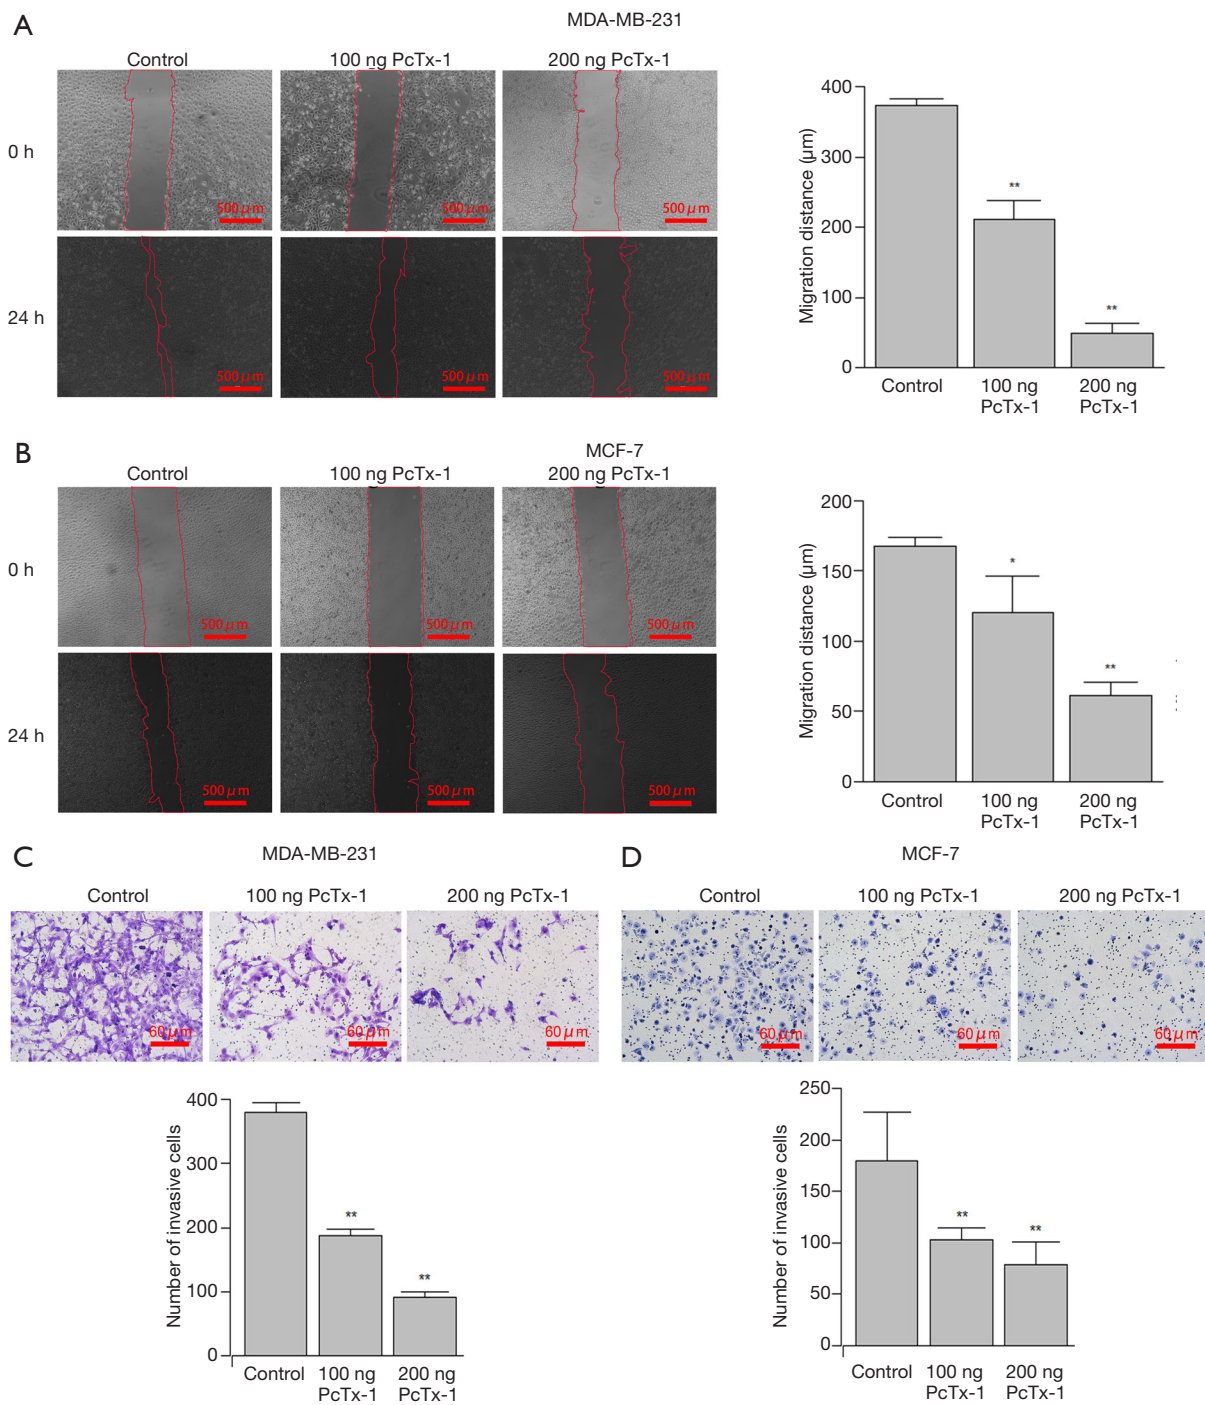 A
MDA-MB-231
Control
100 ng PcTx-1
200 ng PcTx-1
0 h
500 µm
500 µm
500 µm
24 h
500 µm
500 µm
500 µm
Migration distance (µm)
400
300
200
100
0
**
**
Control
100 ng
PcTx-1
200 ng
PcTx-1
B
MCF-7
Control
100 ng PcTx-1
200 ng PcTx-1
0 h
500 µm
500 µm
500 µm
24 h
500 µm
500 µm
500 µm
Migration distance (µm)
200
150
100
50
0
*
**
Control
100 ng
PcTx-1
200 ng
PcTx-1
C
MDA-MB-231
Control
100 ng PcTx-1
200 ng PcTx-1
60 µm
60 µm
60 µm
Number of invasive cells
400
300
200
100
0
**
**
Control
100 ng
PcTx-1
200 ng
PcTx-1
D
MCF-7
Control
100 ng PcTx-1
200 ng PcTx-1
60 µm
60 µm
60 µm
Number of invasive cells
250
200
150
100
50
0
**
**
Control
100 ng
PcTx-1
200 ng
PcTx-1